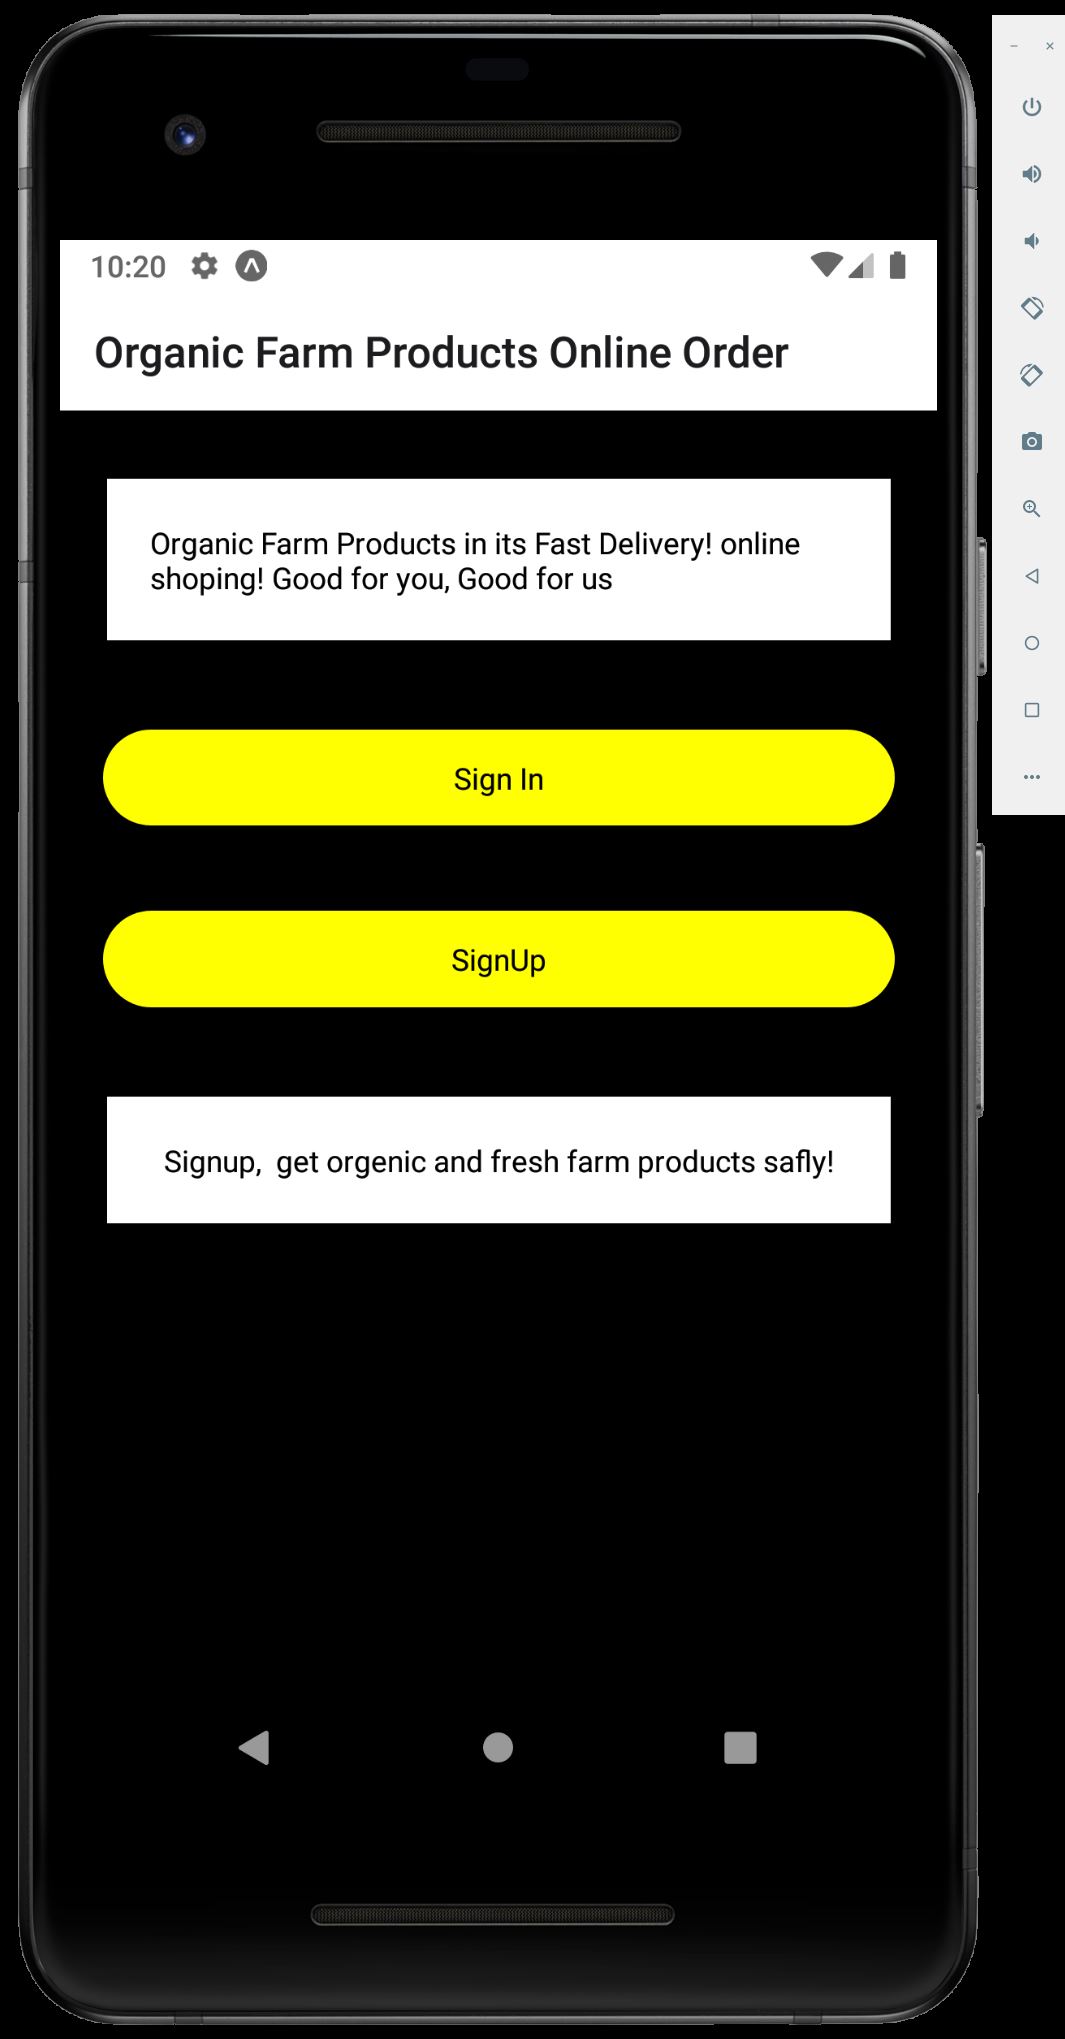 10:20
Organic Farm Products Online Order
Organic Farm Products in its Fast Delivery! online
shoping! Good for you, Good for us
Sign In
SignUp
Signup,  get orgenic and fresh farm products safly!